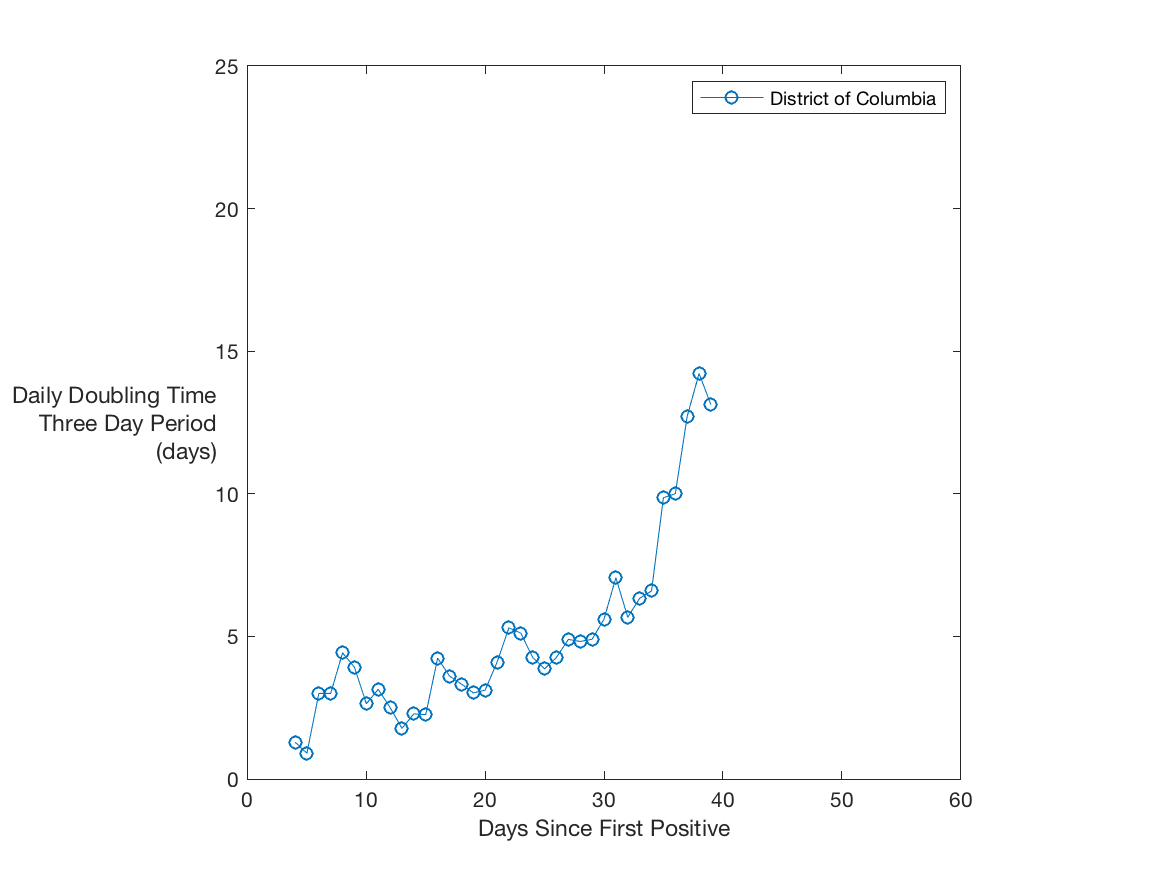 25
District of Columbia
20
15
Daily Doubling Time
Three Day Period
(days)
10
5
0
0 10 20 30 40 50 60
Days Since First Positive